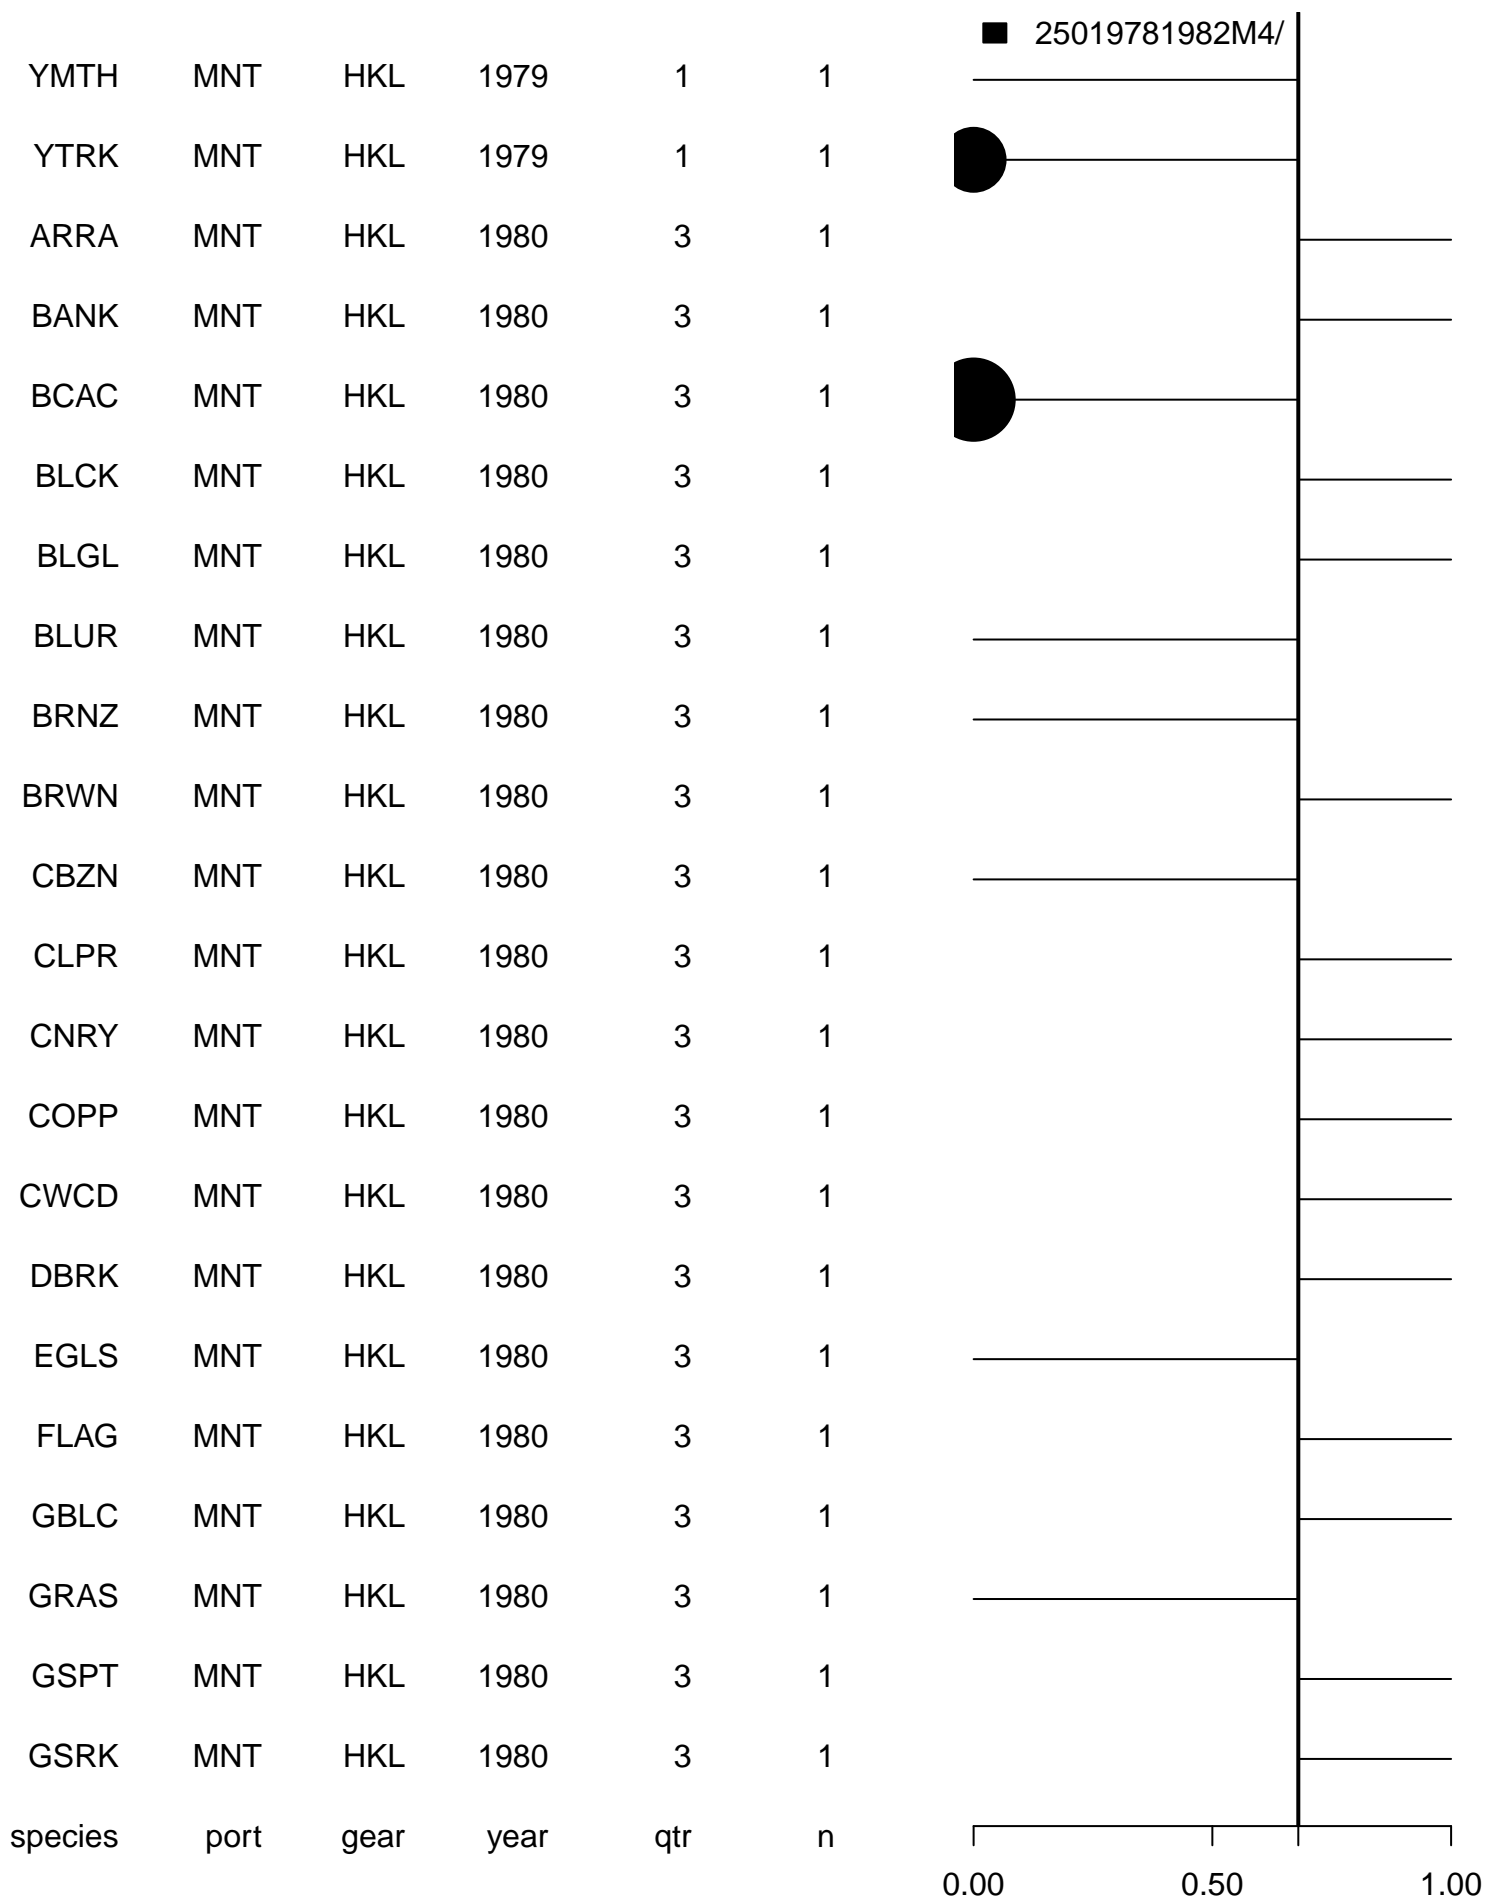 25019781982M4/
YMTH MNT HKL 1979 1 1
YTRK MNT HKL 1979 1 1
ARRA MNT HKL 1980 3 1
BANK MNT HKL 1980 3 1
BCAC MNT HKL 1980 3 1
BLCK MNT HKL 1980 3 1
BLGL MNT HKL 1980 3 1
BLUR MNT HKL 1980 3 1
BRNZ MNT HKL 1980 3 1
BRWN MNT HKL 1980 3 1
CBZN MNT HKL 1980 3 1
CLPR MNT HKL 1980 3 1
CNRY MNT HKL 1980 3 1
COPP MNT HKL 1980 3 1
CWCD MNT HKL 1980 3 1
DBRK MNT HKL 1980 3 1
EGLS MNT HKL 1980 3 1
FLAG MNT HKL 1980 3 1
GBLC MNT HKL 1980 3 1
GRAS MNT HKL 1980 3 1
GSPT MNT HKL 1980 3 1
GSRK MNT HKL 1980 3 1
species port gear year qtr n
0.00 0.50 1.00